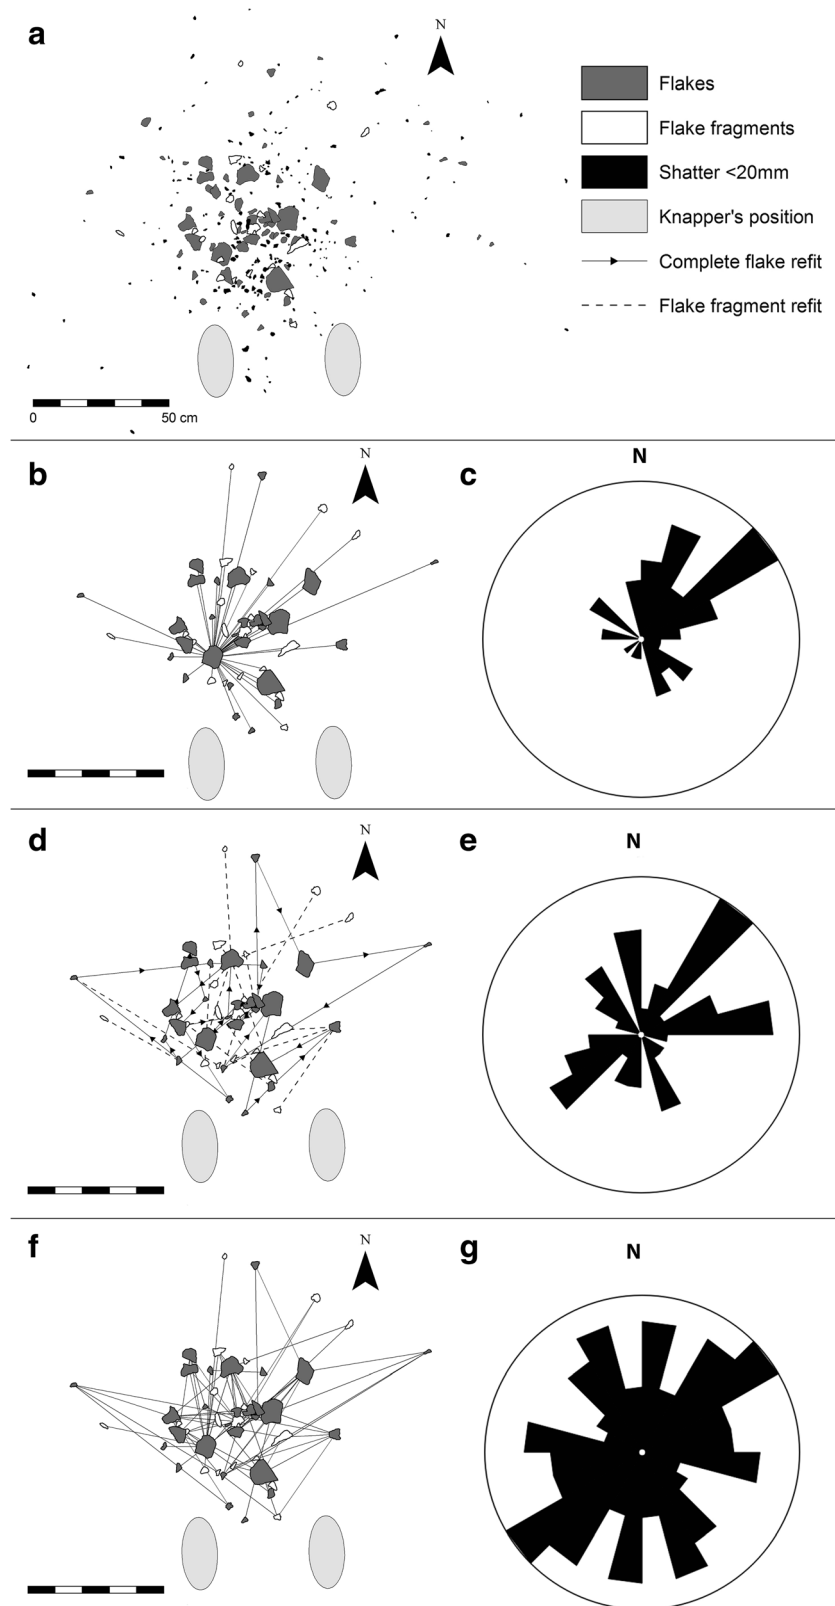 a
N
Flakes
Flake fragments
Shatter <20mm
Knapper's position
Complete flake refit
Flake fragment refit
0 50 cm
b
N
c
N
d
N
e
N
f
N
g
N